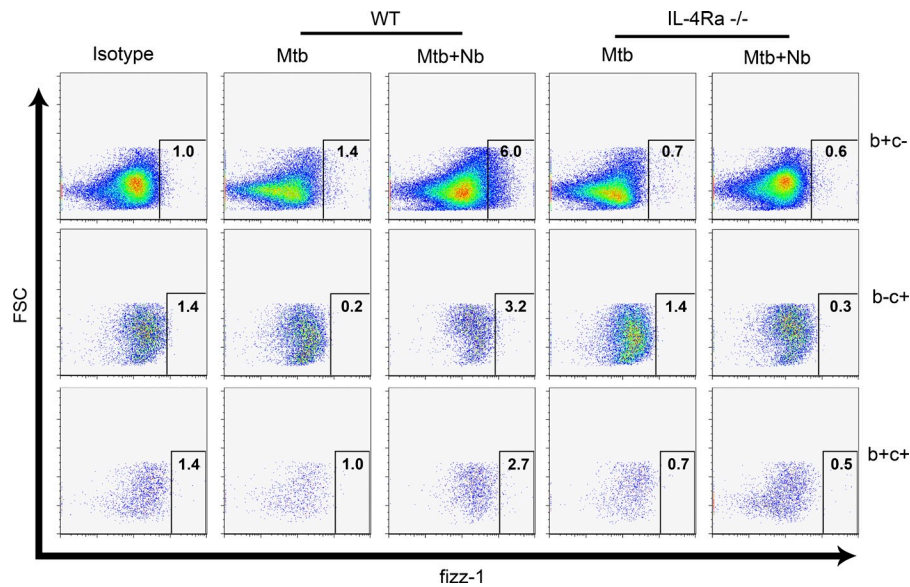 WT
IL-4Ra -/-
Isotype
Mtb
Mtb+Nb
Mtb
Mtb+Nb
1.0
1.4
6.0
0.7
0.6
b+c-
1.4
0.2
3.2
1.4
0.3
b-c+
FSC
1.4
1.0
2.7
0.7
0.5
b+c+
fizz-1